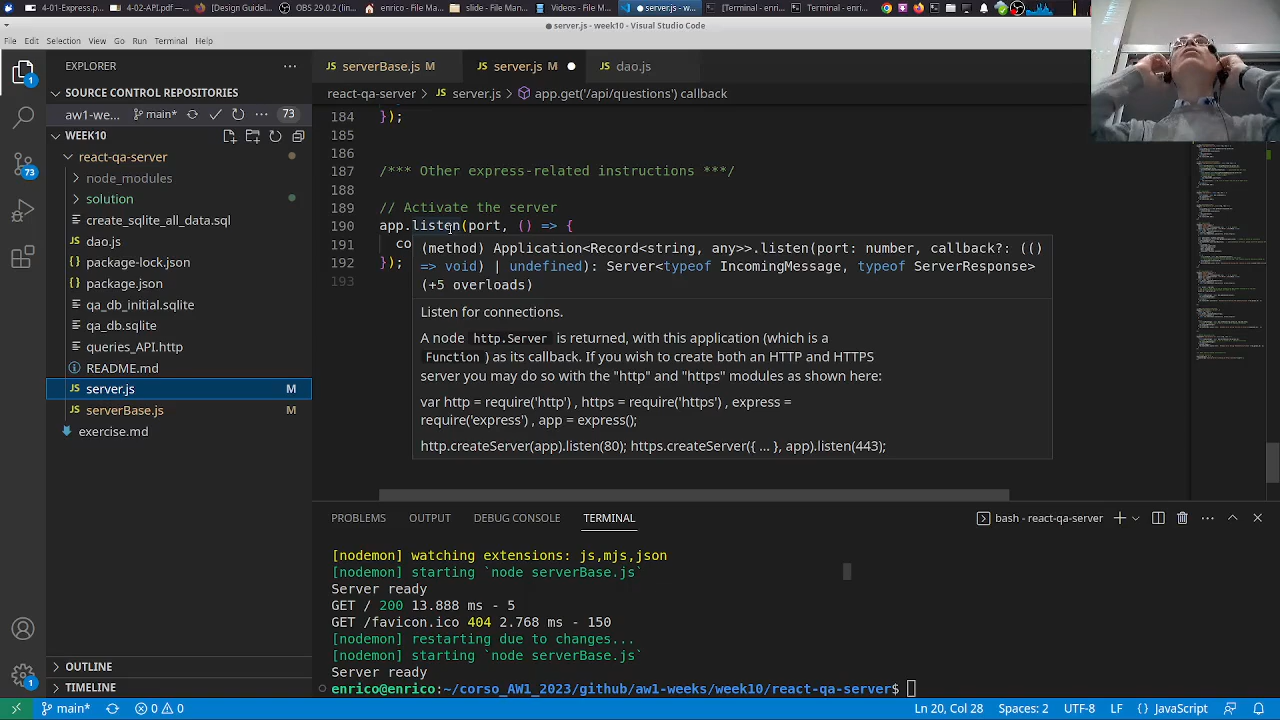 4-01-Express.p...
4-02-API.pdf — ...
[Design Guidel...
OBS 29.0.2 (li...
enrico - File M...
slide - File M...
Videos - File M...
server.js - w...
[Terminal - enr...
Terminal - enri...
server.js - week10 - Visual Studio Code
File Edit Selection View Go Run Terminal Help
EXPLORER
serverBase.js M
server.js M
dao.js
react-qa-server > server.js > app.get('/api/questions') callback
SOURCE CONTROL REPOSITORIES
aw1-we... main* 73
WEEK10
react-qa-server
node_modules
solution
create_sqlite_all_data.sql
dao.js
package-lock.json
package.json
qa_db_initial.sqlite
qa_db.sqlite
queries_API.http
README.md
server.js M
serverBase.js M
exercise.md
OUTLINE
TIMELINE
184 });
185
186
187 /*** Other express-related instructions ***/
188
189 // Activate the server
190 app.listen(port, () => {
191 co
192 });
193
(method) Application<Record<string, any>>.listen(port: number, callback?: (()
=> void) | undefined): Server<typeof IncomingMessage, typeof ServerResponse>
(+5 overloads)
Listen for connections.
A node http.Server is returned, with this application (which is a
Function ) as its callback. If you wish to create both an HTTP and HTTPS
server you may do so with the "http" and "https" modules as shown here:
var http = require('http') , https = require('https') , express =
require('express') , app = express();
http.createServer(app).listen(80); https.createServer({ ... }, app).listen(443);
PROBLEMS OUTPUT DEBUG CONSOLE TERMINAL
bash - react-qa-server
[nodemon] watching extensions: js,mjs,json
[nodemon] starting `node serverBase.js`
Server ready
GET / 200 13.888 ms - 5
GET /favicon.ico 404 2.768 ms - 150
[nodemon] restarting due to changes...
[nodemon] starting `node serverBase.js`
Server ready
enrico@enrico:~/corso_AW1_2023/github/aw1-weeks/week10/react-qa-server$
main* 0 0
Ln 20, Col 28 Spaces: 2 UTF-8 LF {} JavaScript